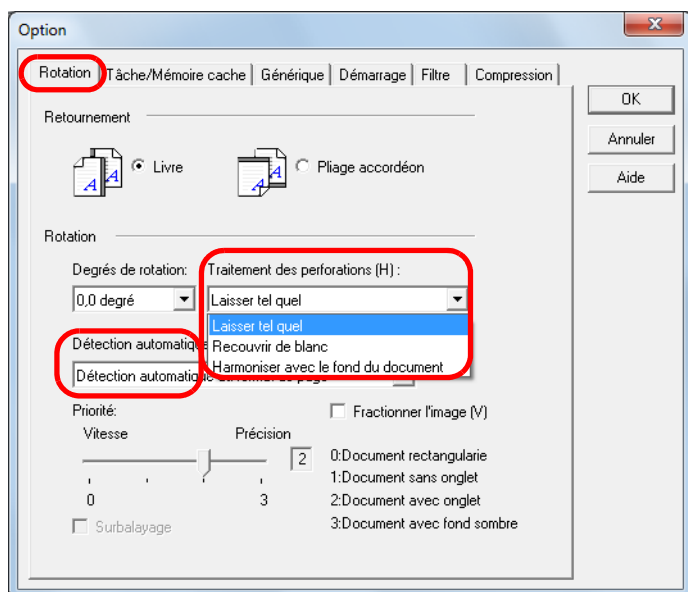 Option
Rotation Tâche/Mémoire cache Générique Démarrage Filtre Compression
OK
Annuler
Aide
Retournement
A A Livre A A Pliage accordéon
Rotation
Degrés de rotation: Traitement des perforations (H) :
0,0 degré Laisser tel quel
Laisser tel quel
Recouvrir de blanc
Harmoniser avec le fond du document
Détection automatiq
Détection automatiq
Priorité:
Fractionner l'image (V)
Vitesse Précision
2
0 3
0:Document rectangularie
1:Document sans onglet
2:Document avec onglet
3:Document avec fond sombre
Surbalayage